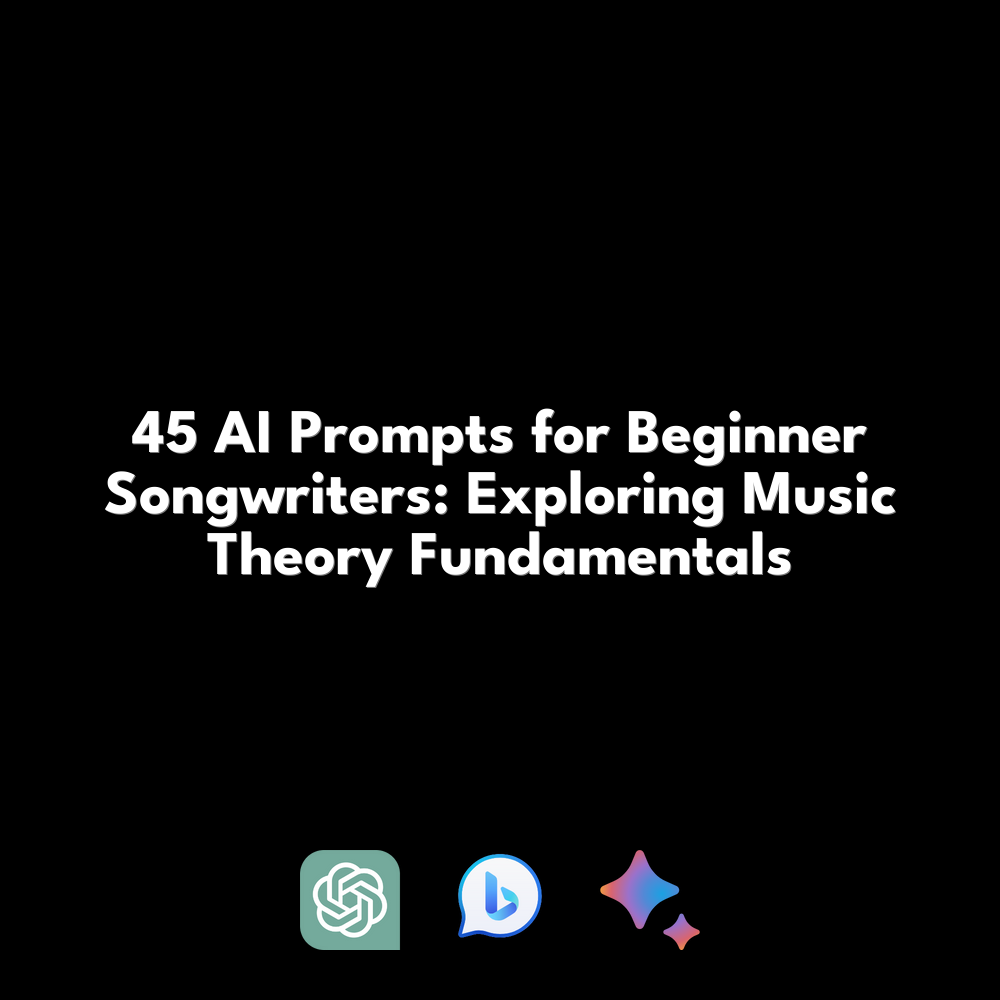 45 AI Prompts for Beginner
Songwriters: Exploring Music
Theory Fundamentals